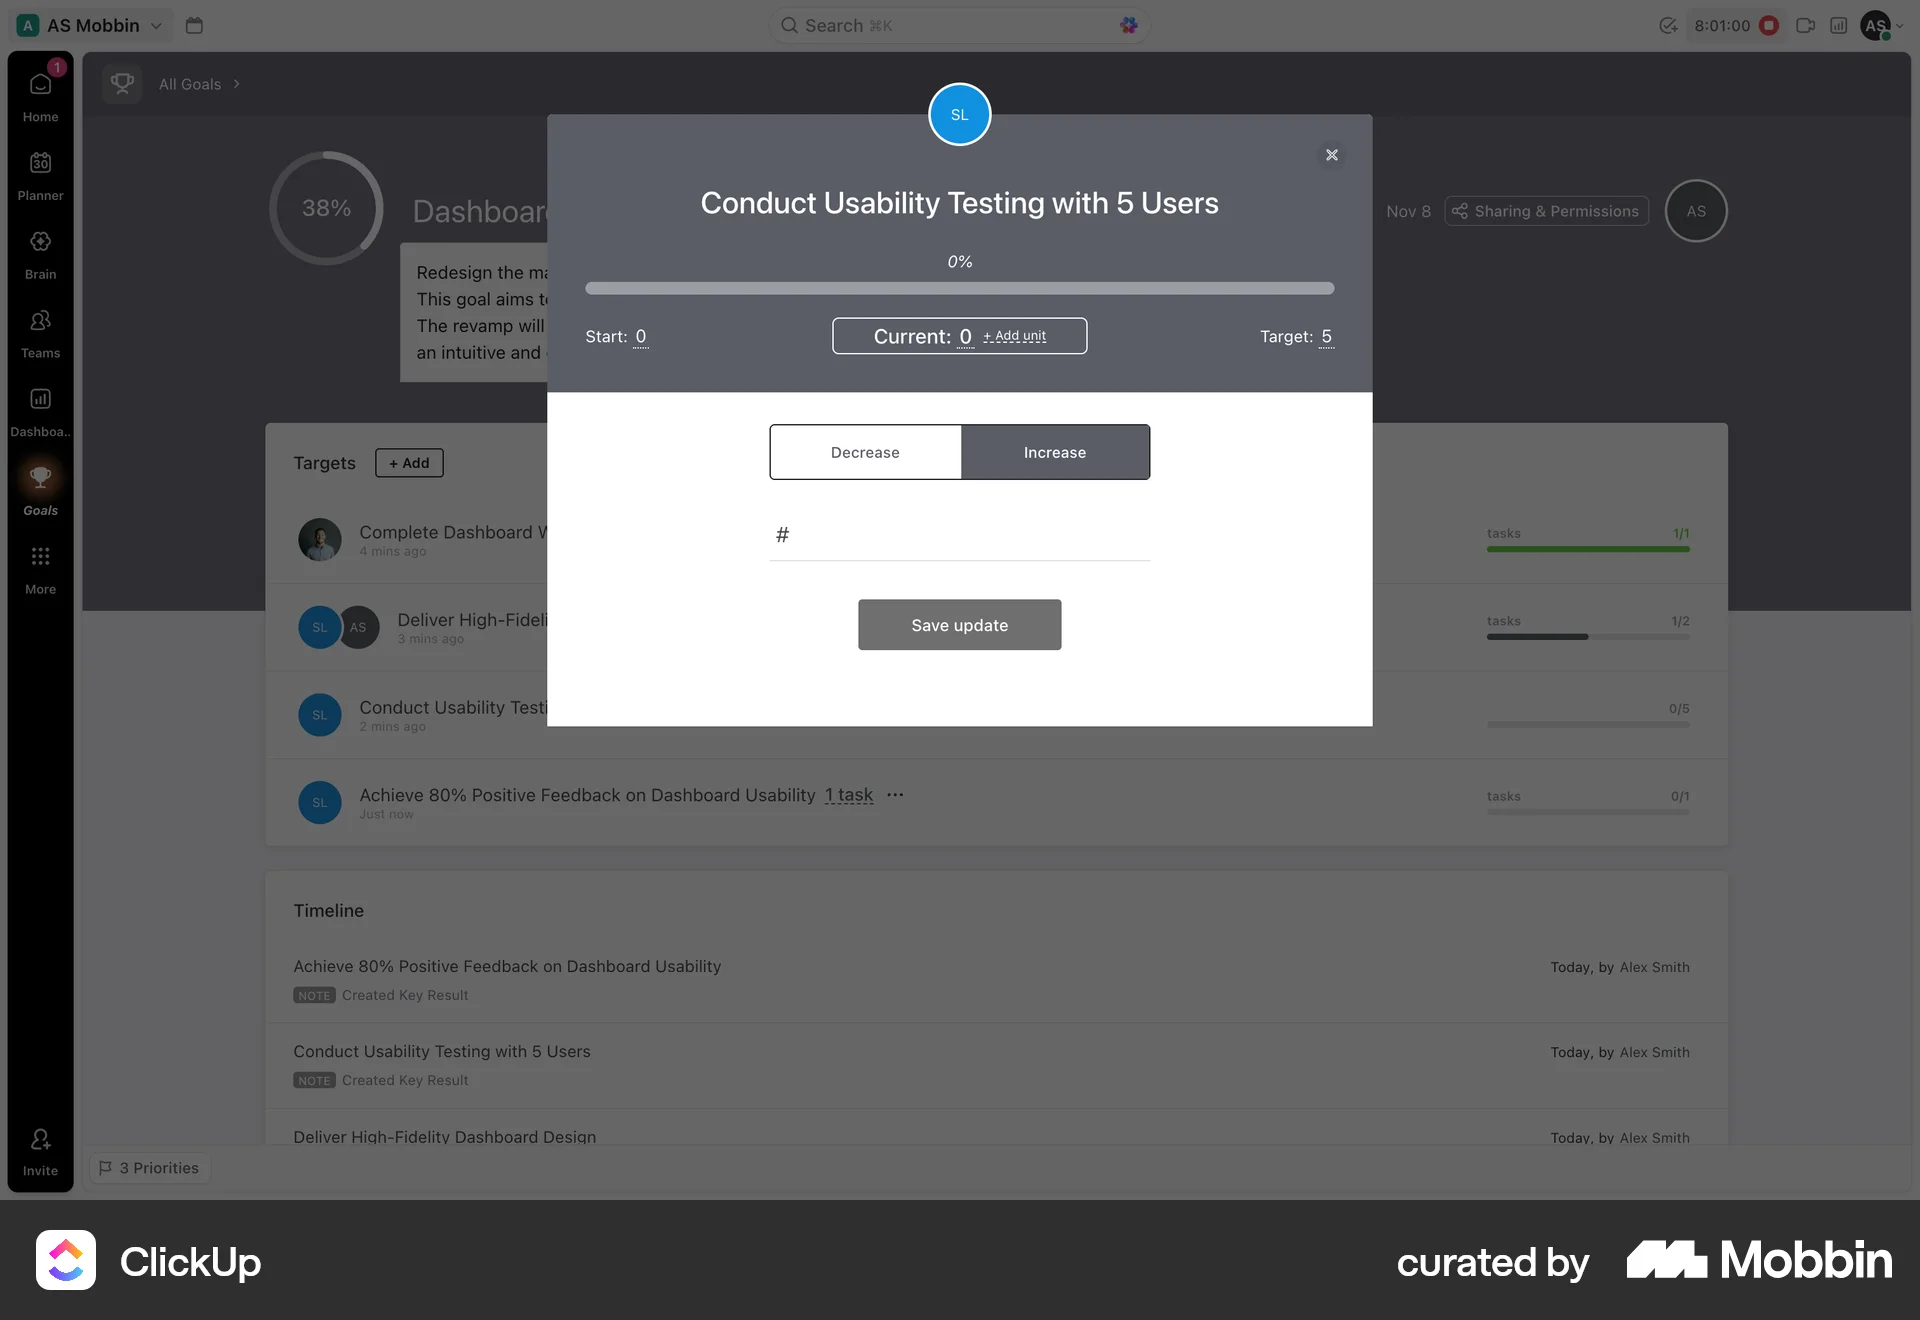 A AS Mobbin
Search ⌘K
8:01:00
AS
1
Home
30
Planner
Brain
Teams
Dashboa..
Goals
More
Invite
All Goals
38%
Dashboar
Nov 8
Sharing & Permissions
AS
Redesign the ma
This goal aims t
The revamp will
an intuitive and
SL
Conduct Usability Testing with 5 Users
0%
Start: 0
Current: 0 + Add unit
Target: 5
Decrease
Increase
#
Save update
Targets
+ Add
Complete Dashboard
4 mins ago
tasks
1/1
SL
AS
Deliver High-Fideli
3 mins ago
tasks
1/2
SL
Conduct Usability Testi
2 mins ago
0/5
SL
Achieve 80% Positive Feedback on Dashboard Usability 1 task ···
Just now
tasks
0/1
Timeline
Achieve 80% Positive Feedback on Dashboard Usability
Today, by Alex Smith
NOTE Created Key Result
Conduct Usability Testing with 5 Users
Today, by Alex Smith
NOTE Created Key Result
Deliver High-Fidelity Dashboard Design
Today, by Alex Smith
3 Priorities
ClickUp
curated by Mobbin